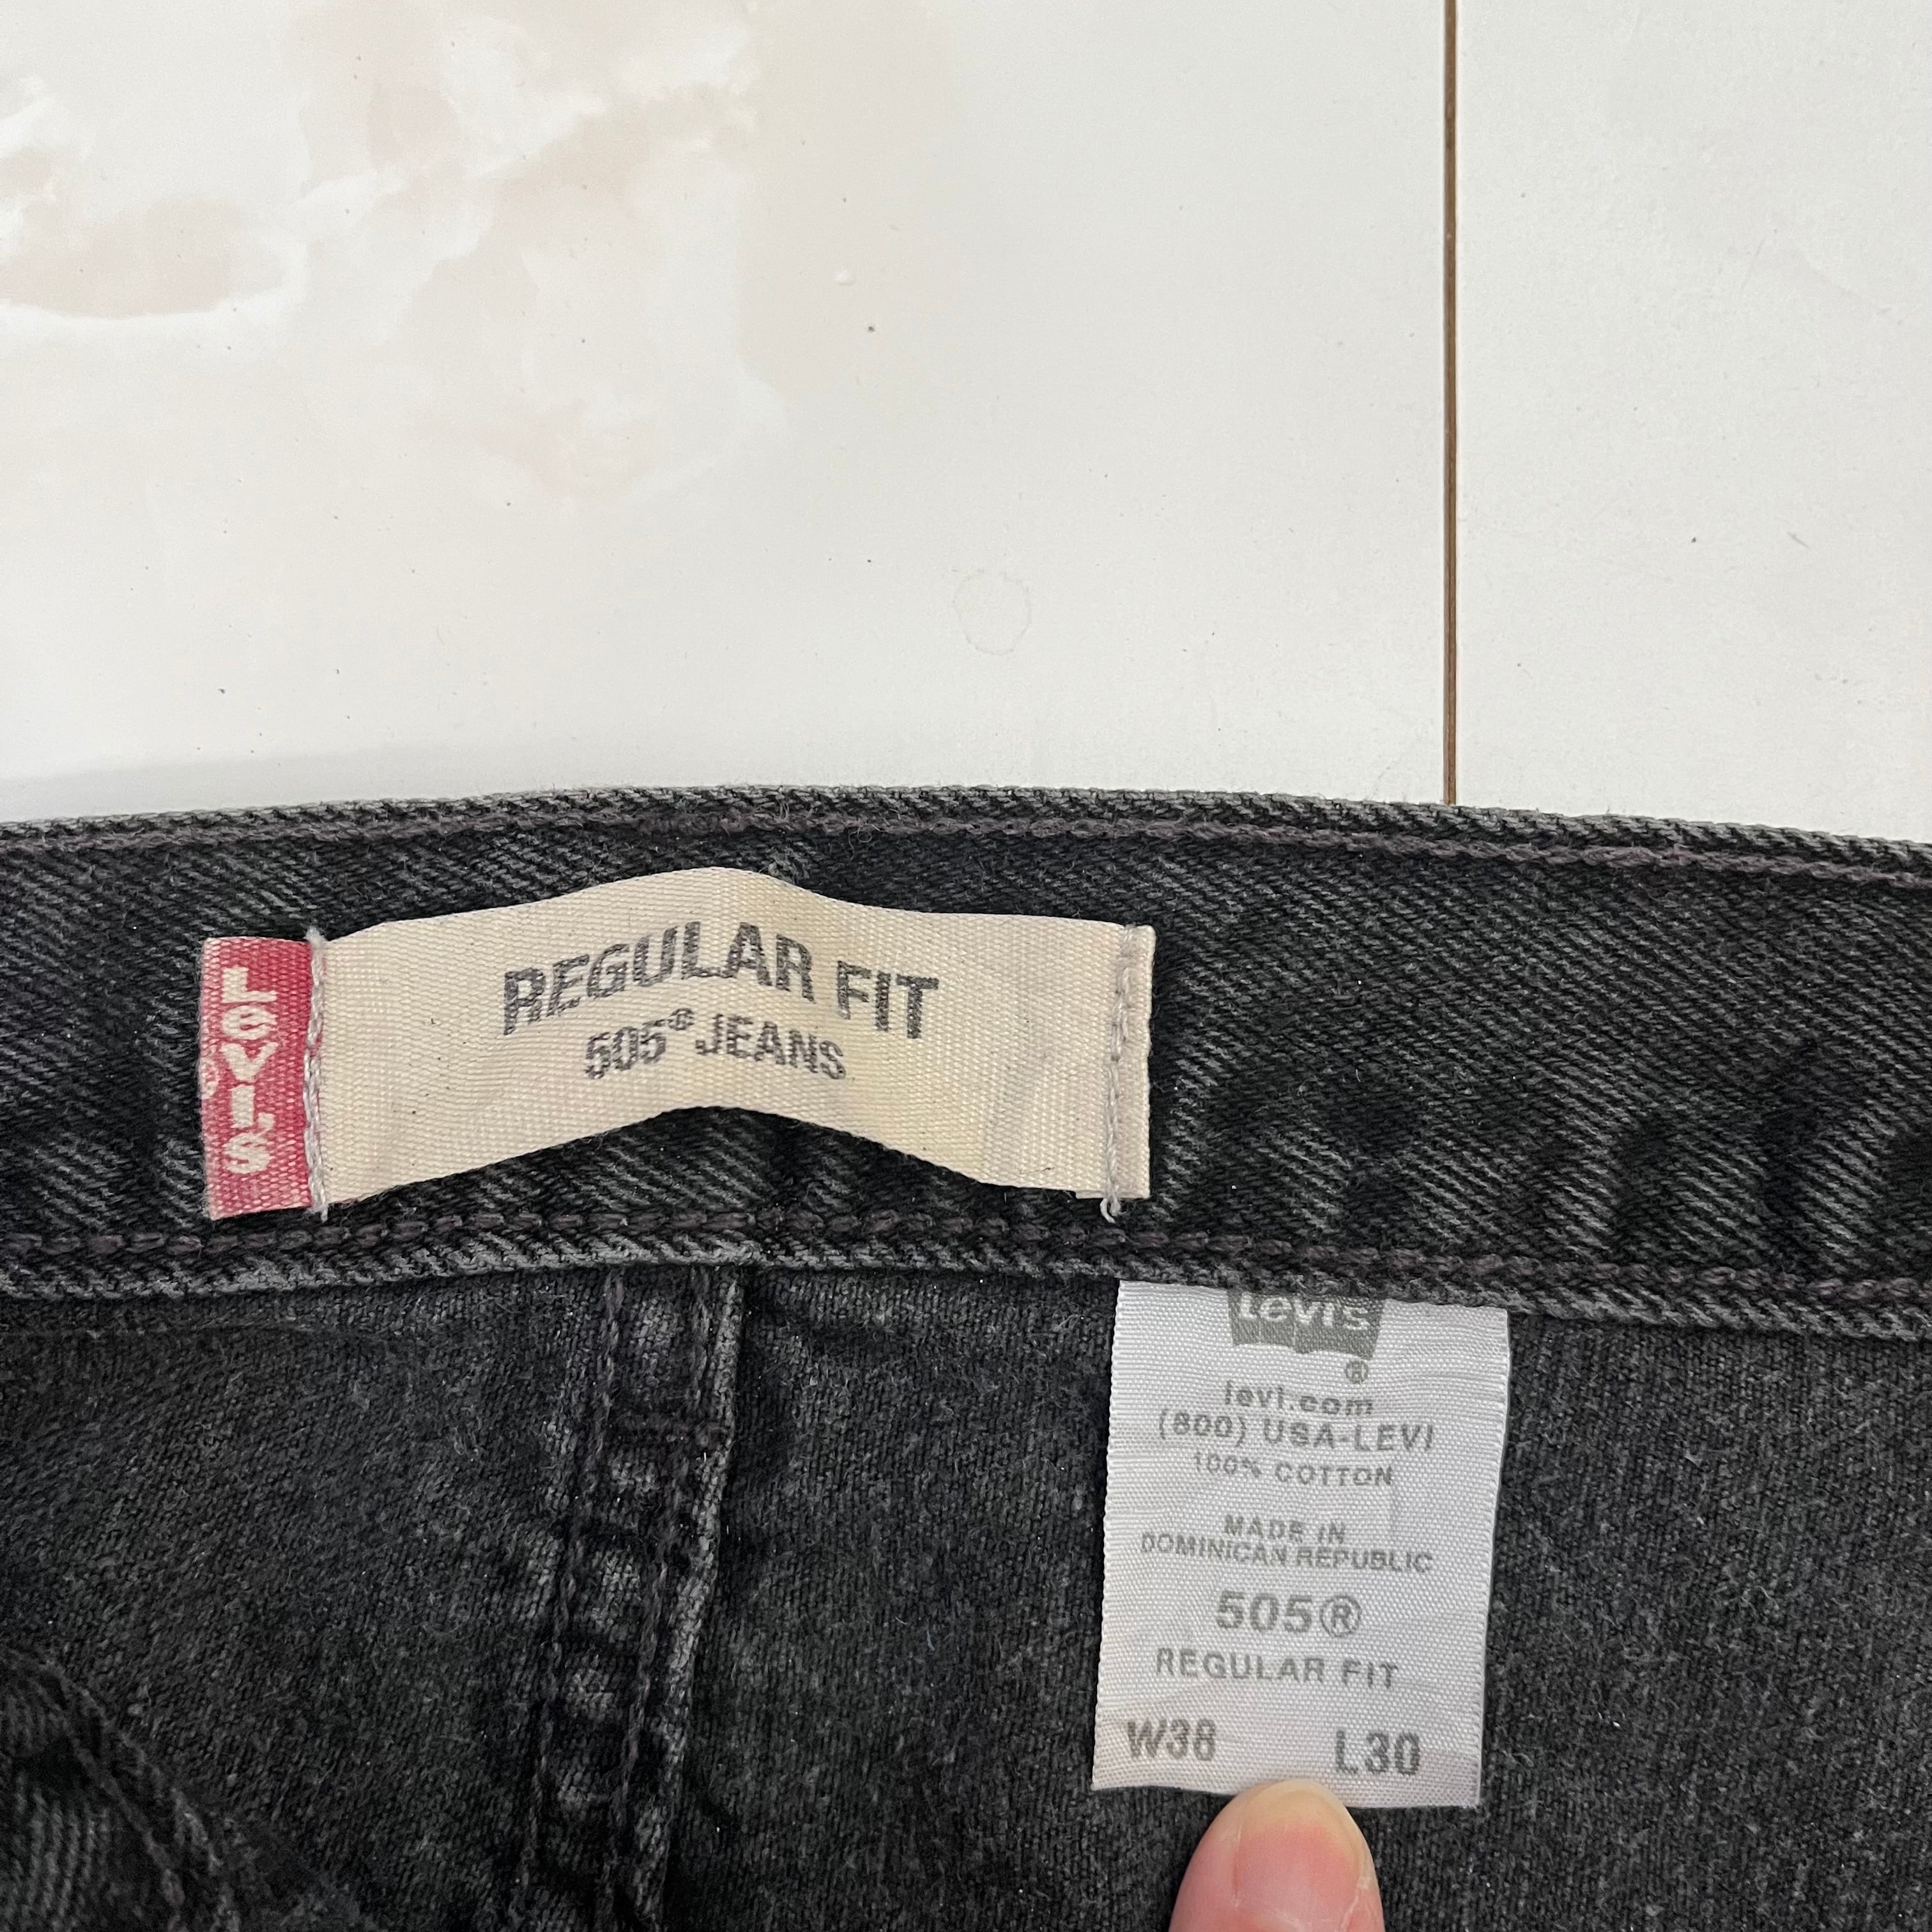 LEVI'S
REGULAR FIT
505® JEANS
LEVI'S
®
levi.com
(800) USA-LEVI
100% COTTON
MADE IN
DOMINICAN REPUBLIC
505®
REGULAR FIT
W38 L30